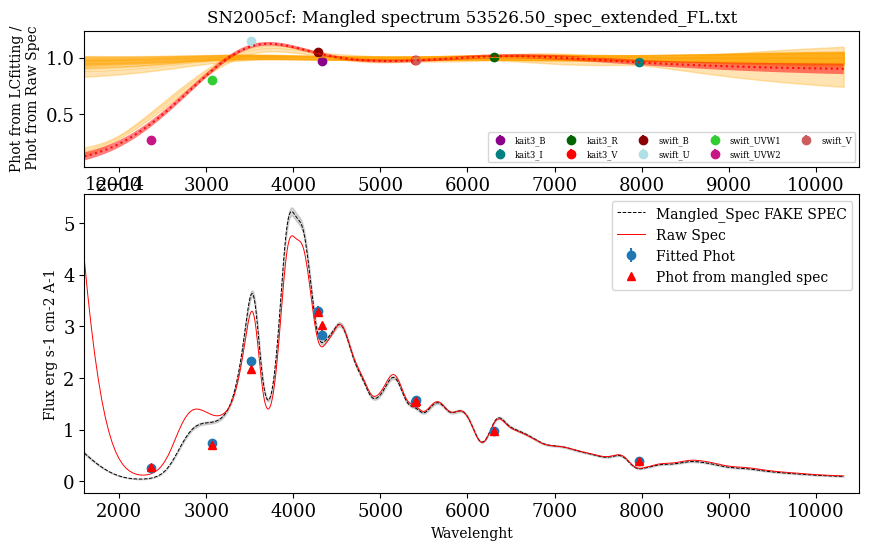 SN2005cf: Mangled spectrum 53526.50_spec_extended_FL.txt
Phot from LCfitting /
Phot from Raw Spec
1.0
0.5
kait3_B
kait3_R
swift_B
swift_UVW1
swift_V
kait3_I
kait3_V
swift_U
swift_UVW2
2000 3000 4000 5000 6000 7000 8000 9000 10000
1e−14
Flux erg s-1 cm-2 A-1
5
4
3
2
1
0
Mangled_Spec FAKE SPEC
Raw Spec
Fitted Phot
Phot from mangled spec
2000 3000 4000 5000 6000 7000 8000 9000 10000
Wavelenght